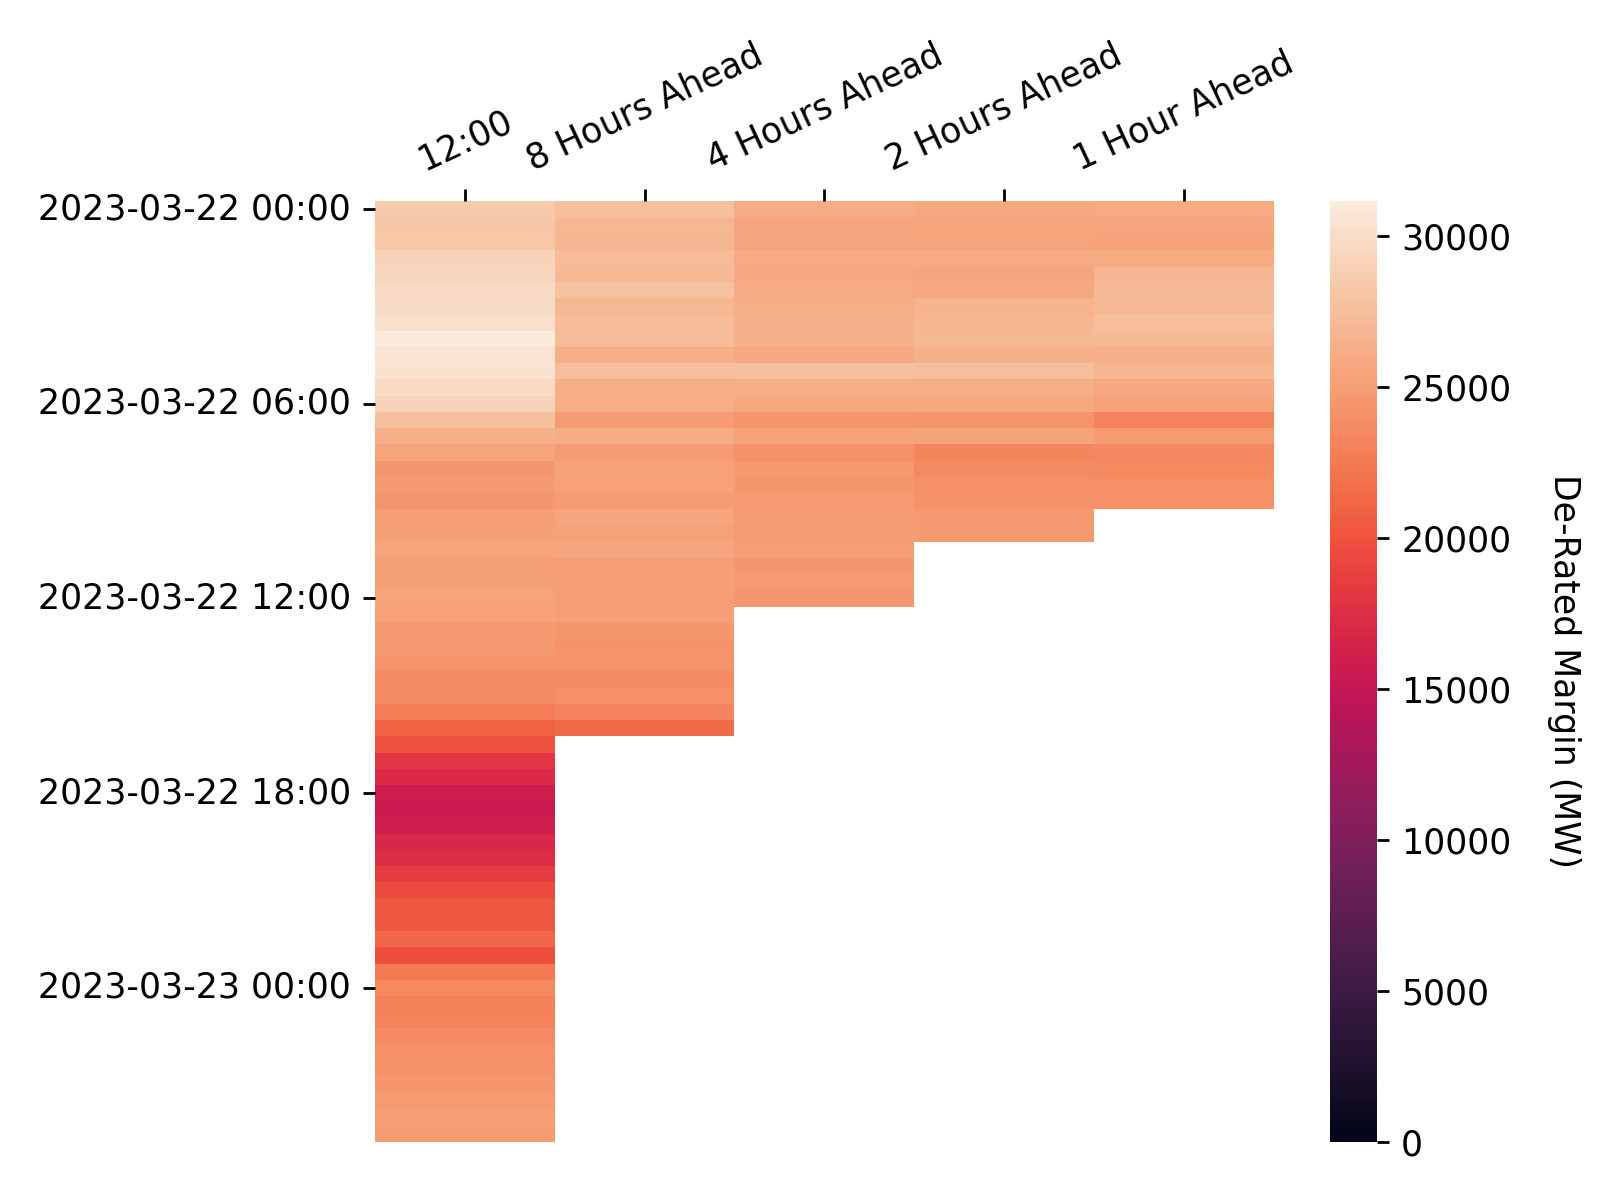 12:00
8 Hours Ahead
4 Hours Ahead
2 Hours Ahead
1 Hour Ahead
2023-03-22 00:00
2023-03-22 06:00
2023-03-22 12:00
2023-03-22 18:00
2023-03-23 00:00
30000
25000
20000
15000
10000
5000
0
De-Rated Margin (MW)